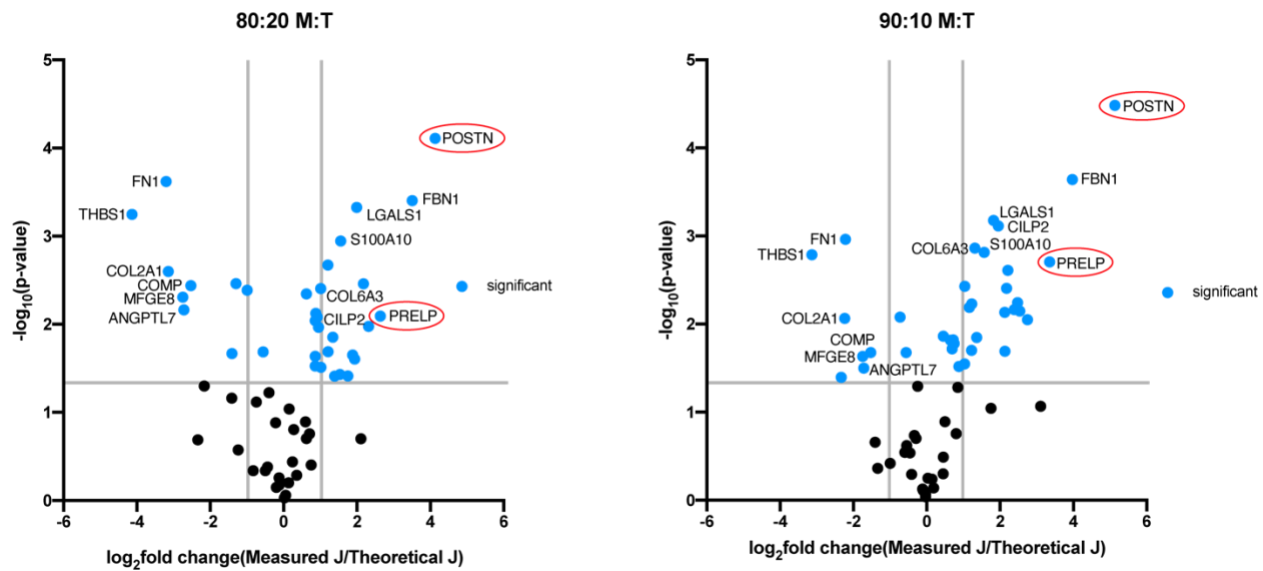 80:20 M:T
5
4
3
2
1
0
-log10(p-value)
POSTN
FN1
FBN1
THBS1
LGALS1
S100A10
COL2A1
COMP
COL6A3
significant
MFGE8
ANGPTL7
CILP2
PRELP
-6
-4
-2
0
2
4
6
log2fold change(Measured J/Theoretical J)
90:10 M:T
5
4
3
2
1
0
-log10(p-value)
POSTN
FBN1
LGALS1
CILP2
FN1
COL6A3
S100A10
THBS1
PRELP
significant
COL2A1
COMP
MFGE8
ANGPTL7
-6
-4
-2
0
2
4
6
log2fold change(Measured J/Theoretical J)